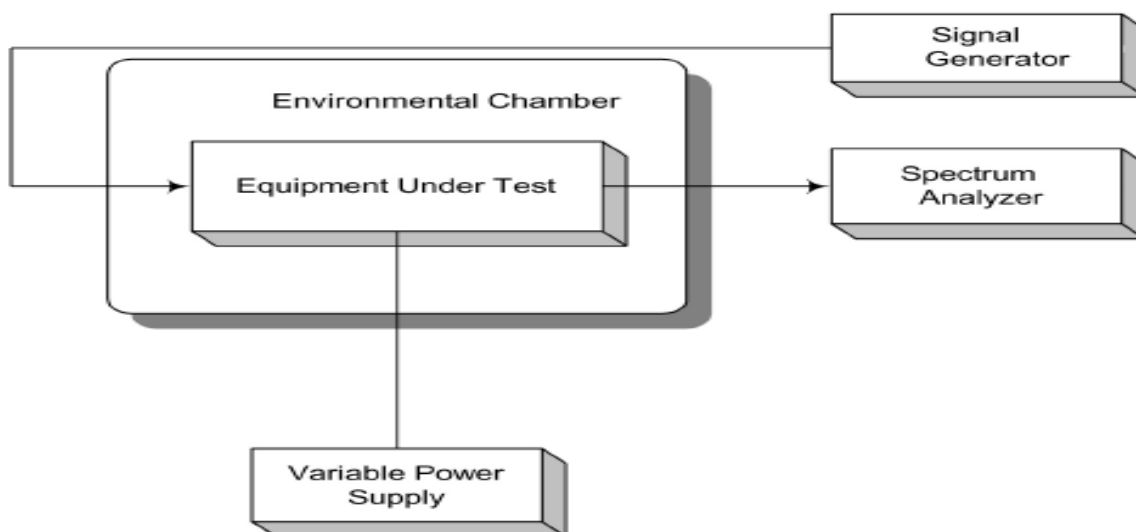 Signal
Generator
Environmental Chamber
Equipment Under Test
Spectrum
Analyzer
Variable Power
Supply